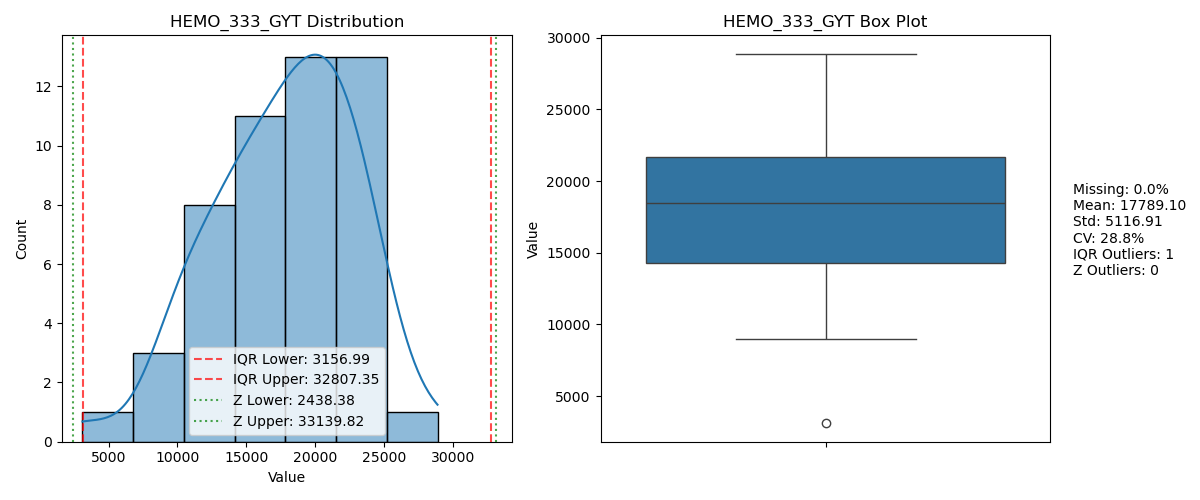 HEMO_333_GYT Distribution
12
10
8
6
4
2
0
Count
5000
10000
15000
20000
25000
30000
Value
IQR Lower: 3156.99
IQR Upper: 32807.35
Z Lower: 2438.38
Z Upper: 33139.82
HEMO_333_GYT Box Plot
30000
25000
20000
15000
10000
5000
Value
Missing: 0.0%
Mean: 17789.10
Std: 5116.91
CV: 28.8%
IQR Outliers: 1
Z Outliers: 0